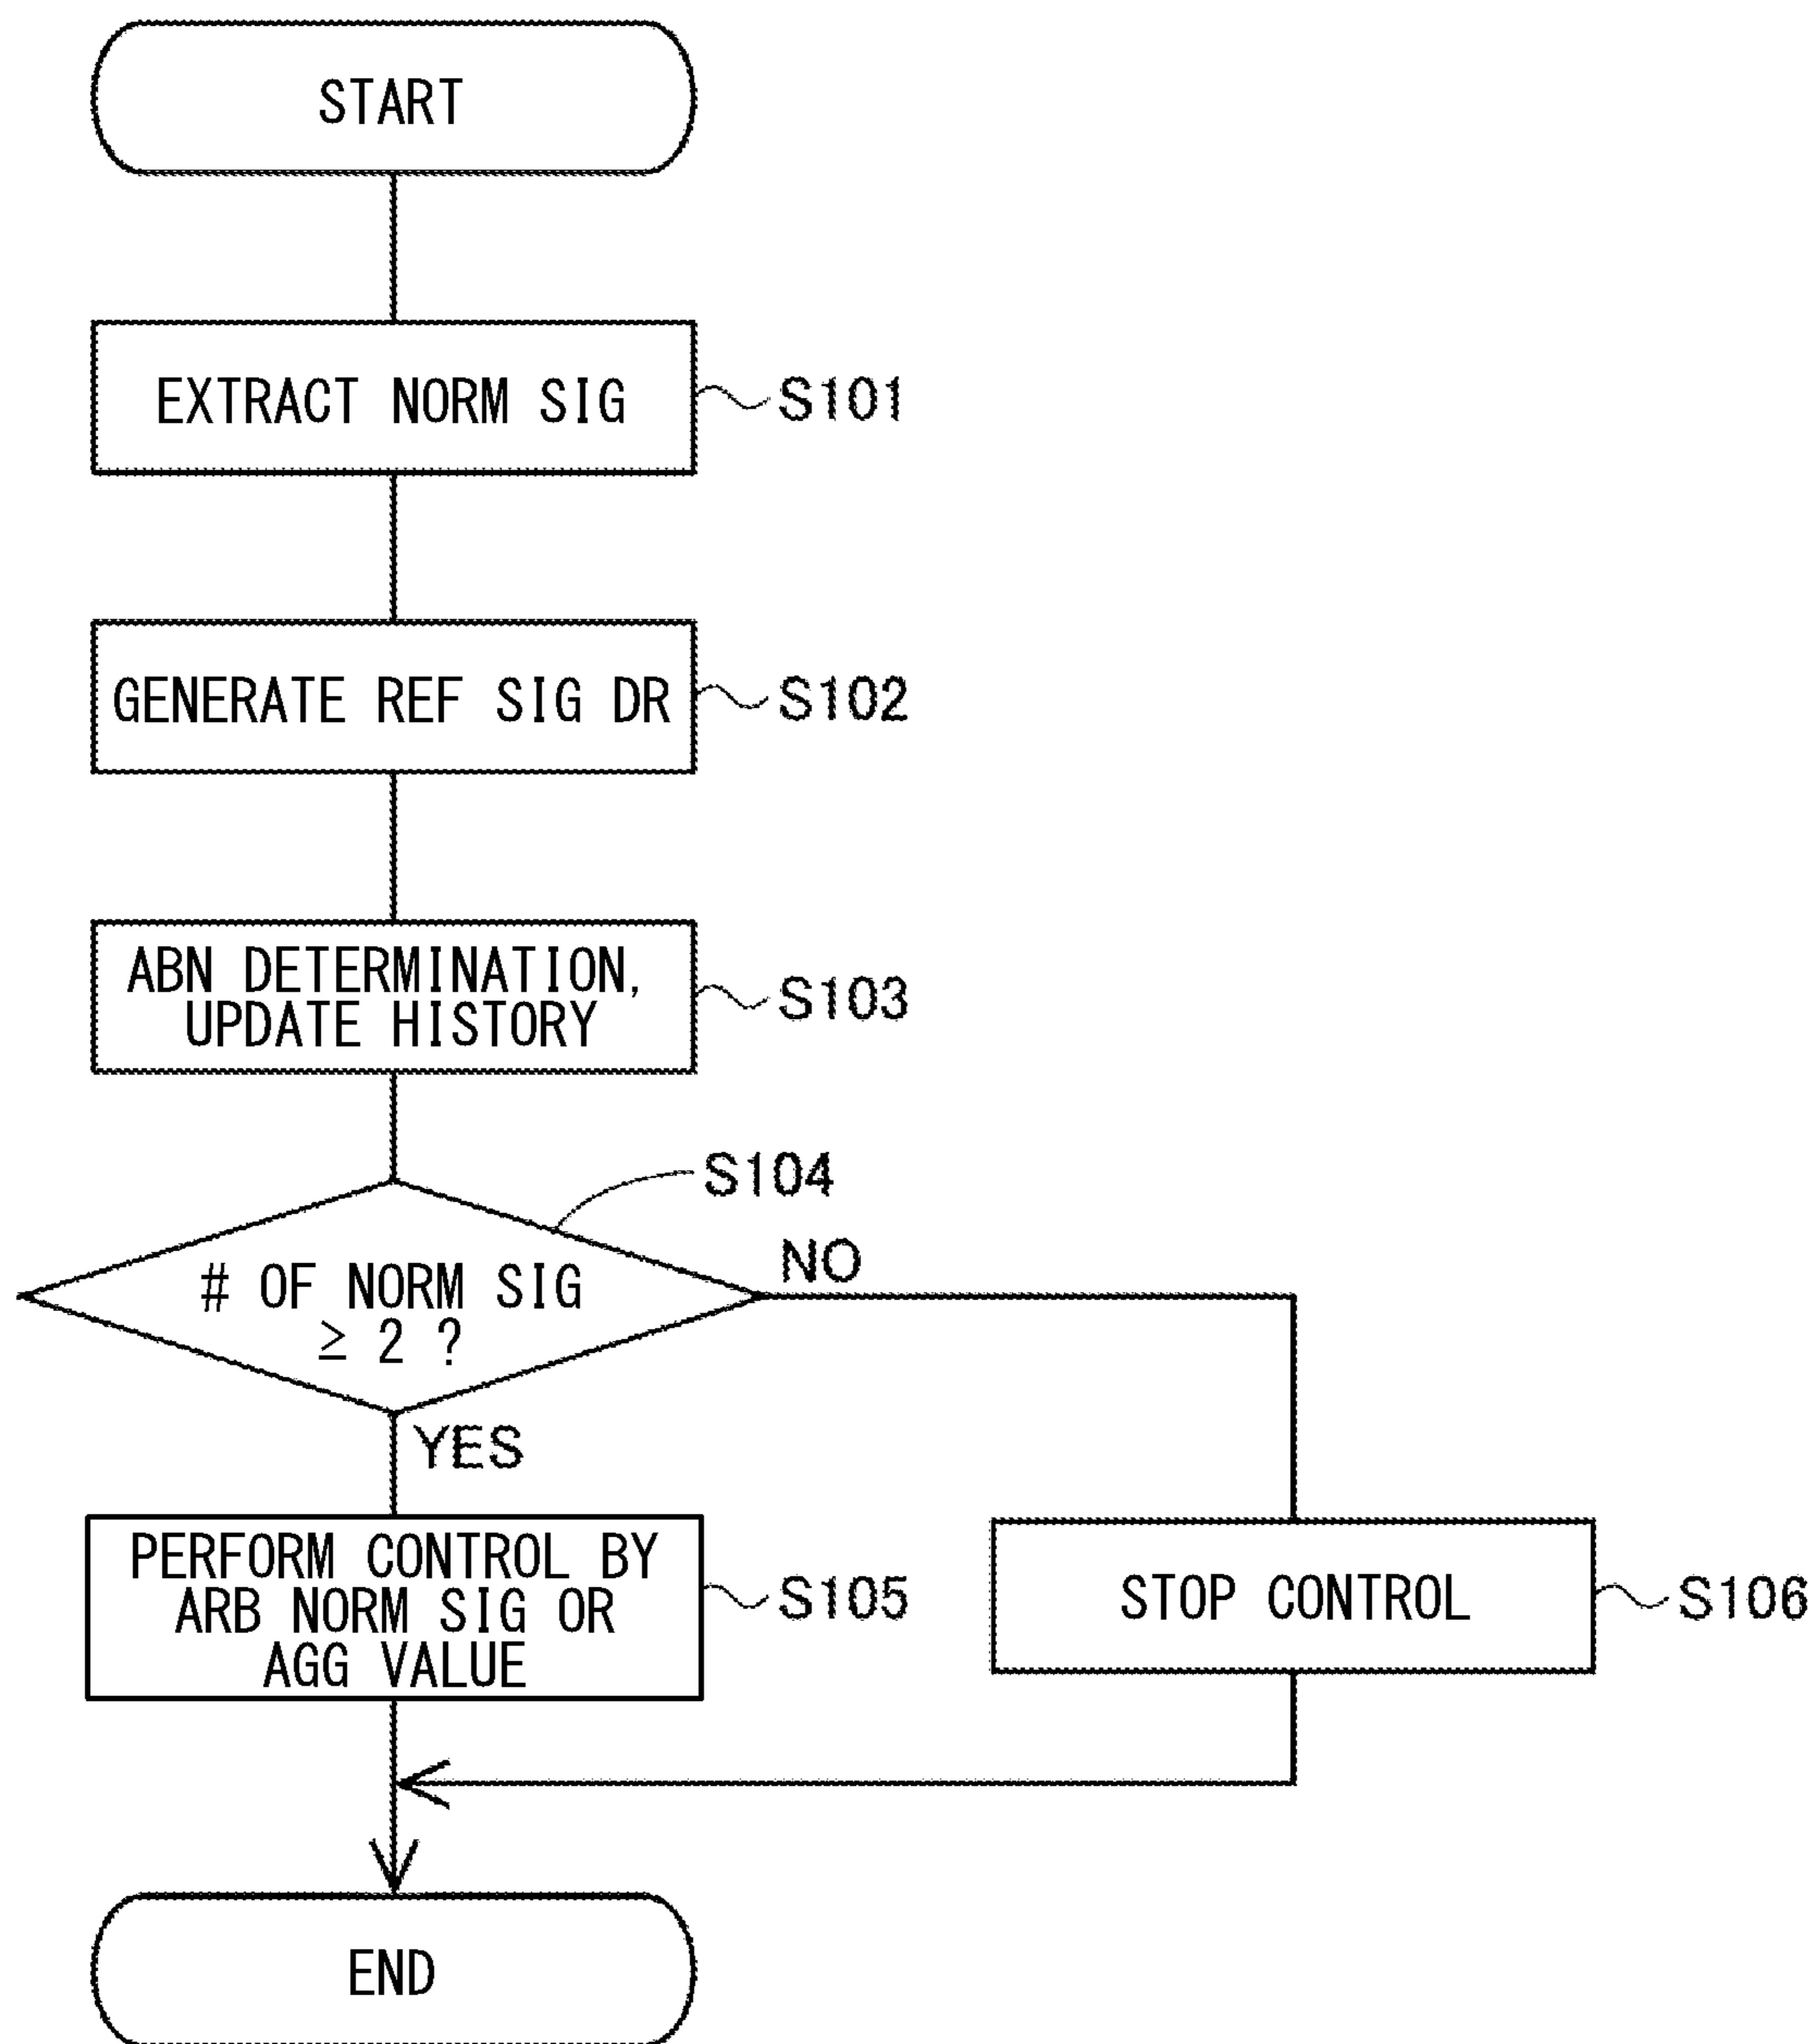 START
EXTRACT NORM SIG
S101
GENERATE REF SIG DR
S102
ABN DETERMINATION,
UPDATE HISTORY
S103
S104
# OF NORM SIG
≥ 2 ?
NO
YES
PERFORM CONTROL BY
ARB NORM SIG OR
AGG VALUE
S105
STOP CONTROL
S106
END